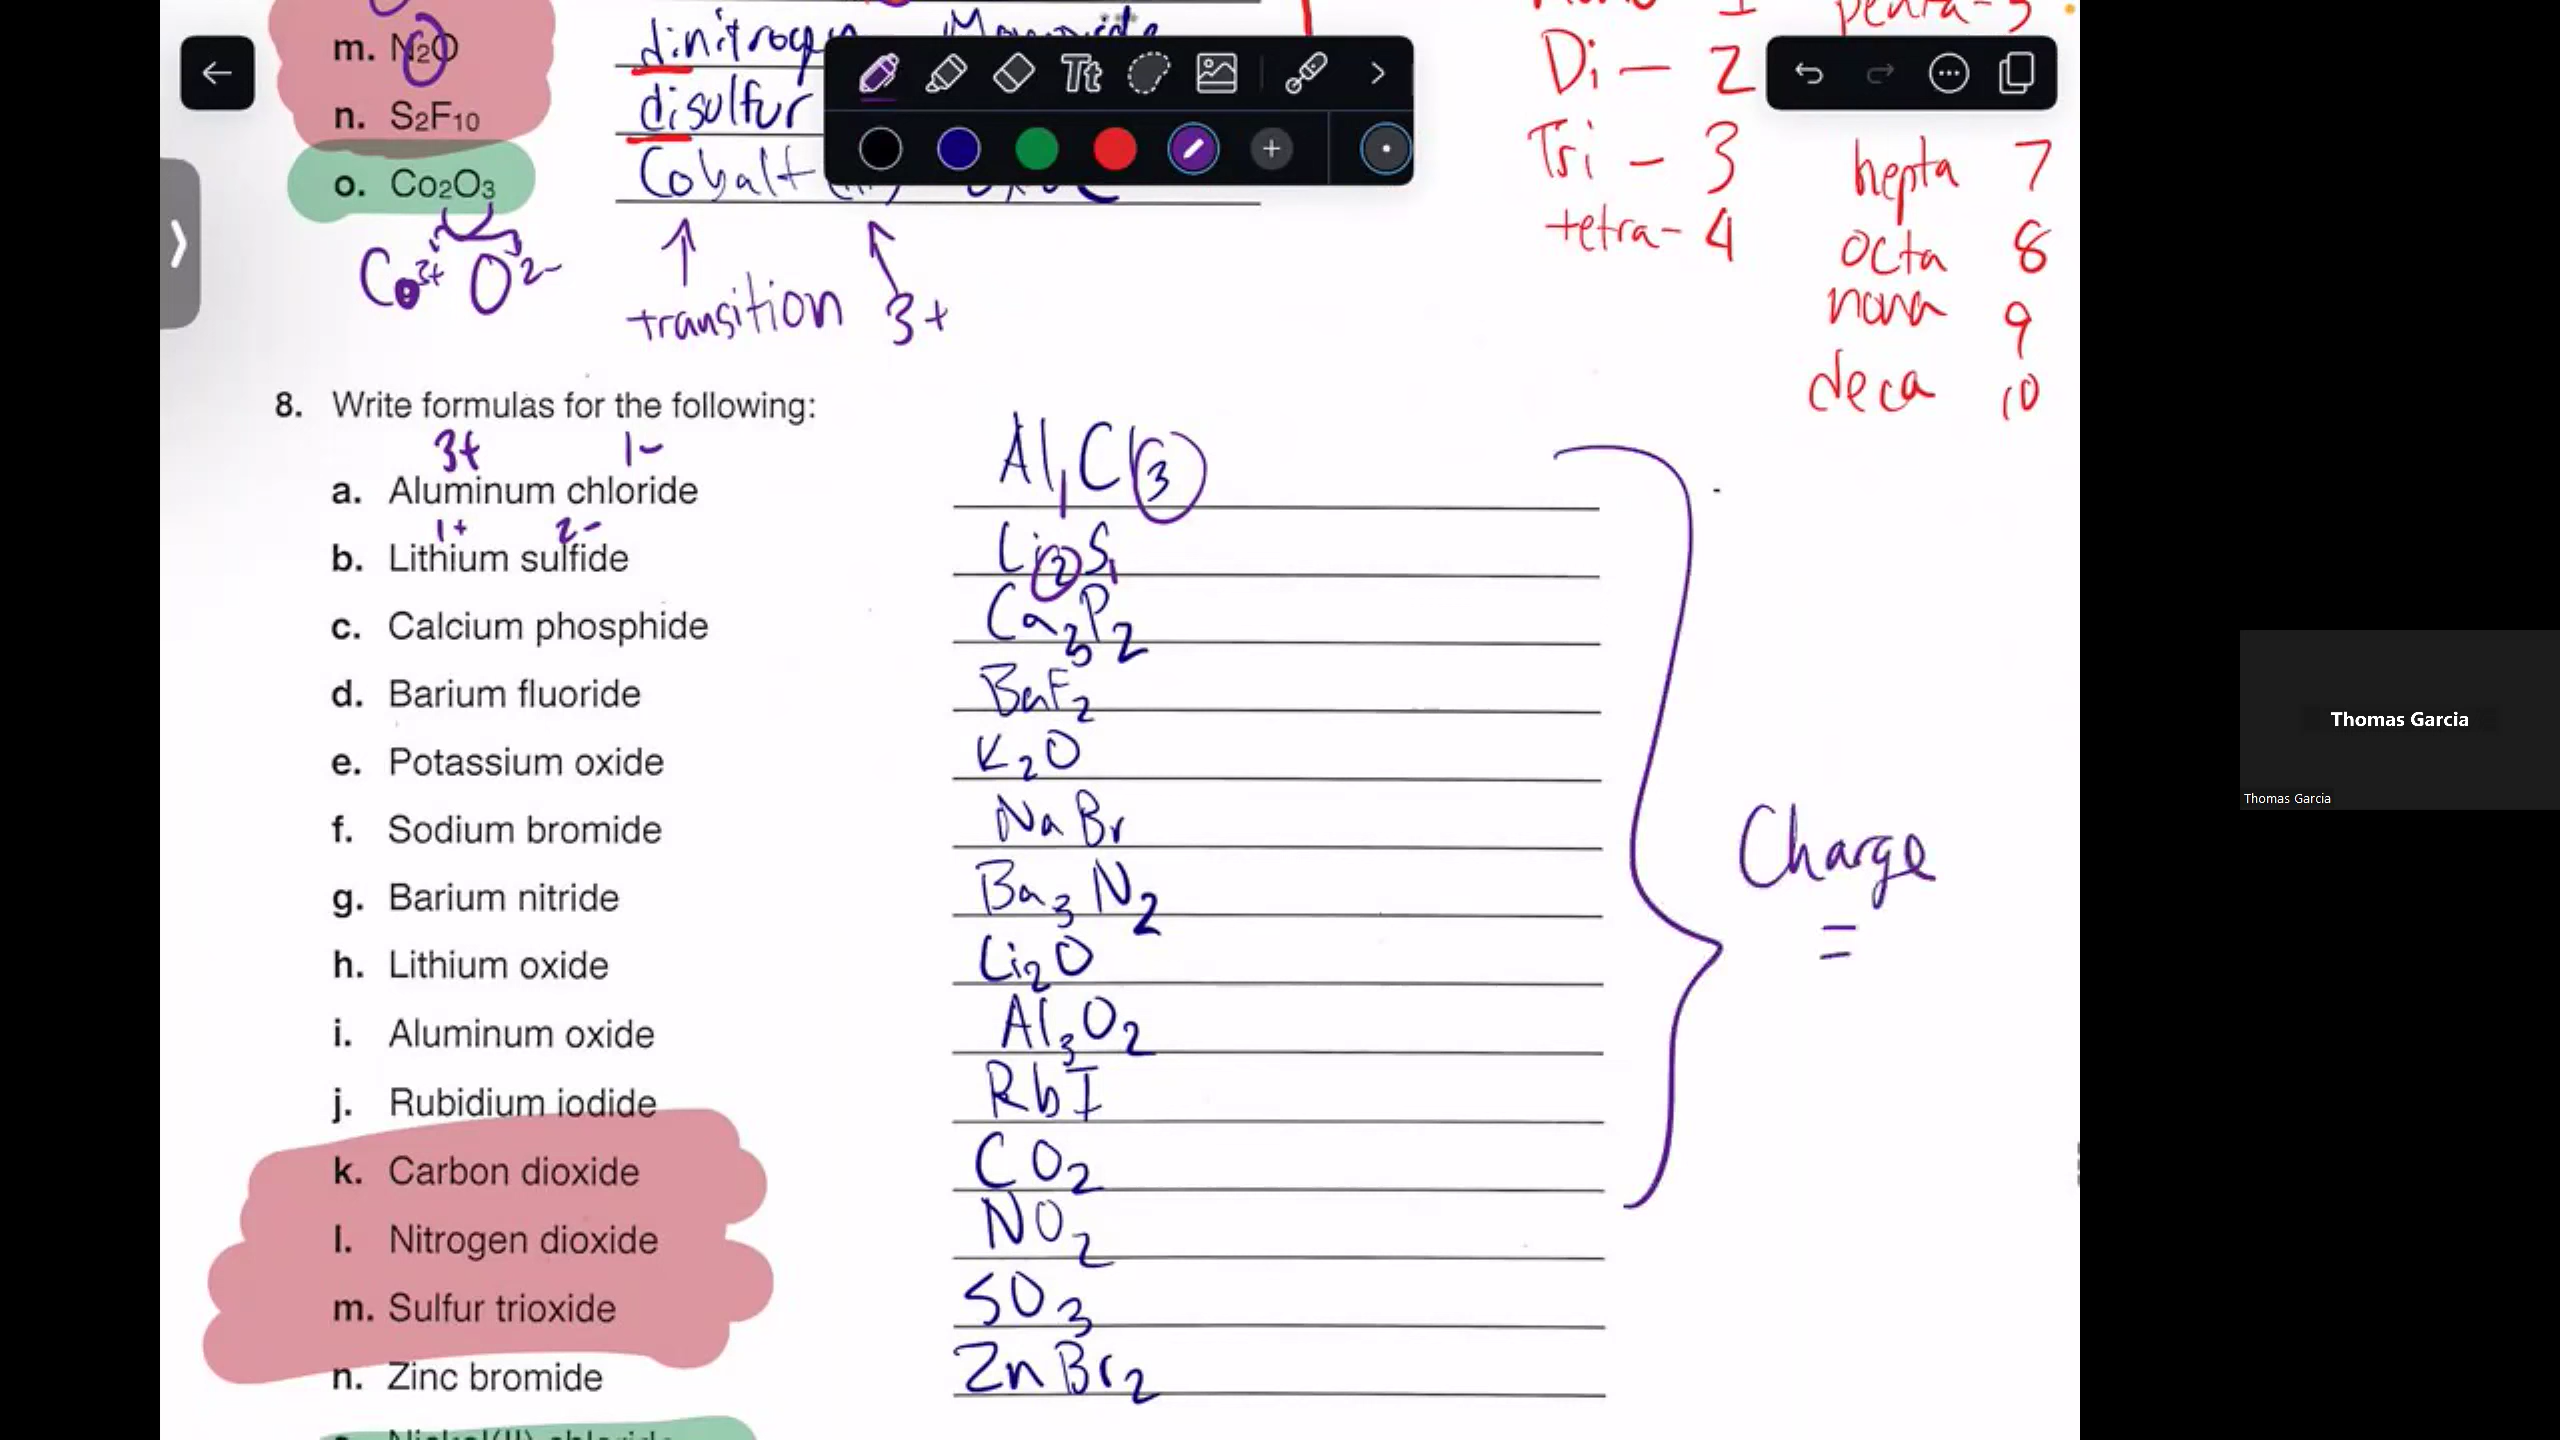 m. N2O dinitrogen
n. S2F10 disulfur
o. Co2O3 Cobalt
Tt
Di - 2
Tri - 3
tetra - 4
penta - 5
hepta 7
octa 8
nona 9
deca 10
Co3+ O2-
transition 3+
8. Write formulas for the following:
3+ 1-
a. Aluminum chloride Al1Cl3
1+ 2-
b. Lithium sulfide Li2S1
c. Calcium phosphide Ca3P2
d. Barium fluoride BaF2
e. Potassium oxide K2O
f. Sodium bromide NaBr
g. Barium nitride Ba3N2
h. Lithium oxide Li2O
i. Aluminum oxide Al3O2
j. Rubidium iodide RbI
k. Carbon dioxide CO2
l. Nitrogen dioxide NO2
m. Sulfur trioxide SO3
n. Zinc bromide ZnBr2
Charge
=
Thomas Garcia
Thomas Garcia